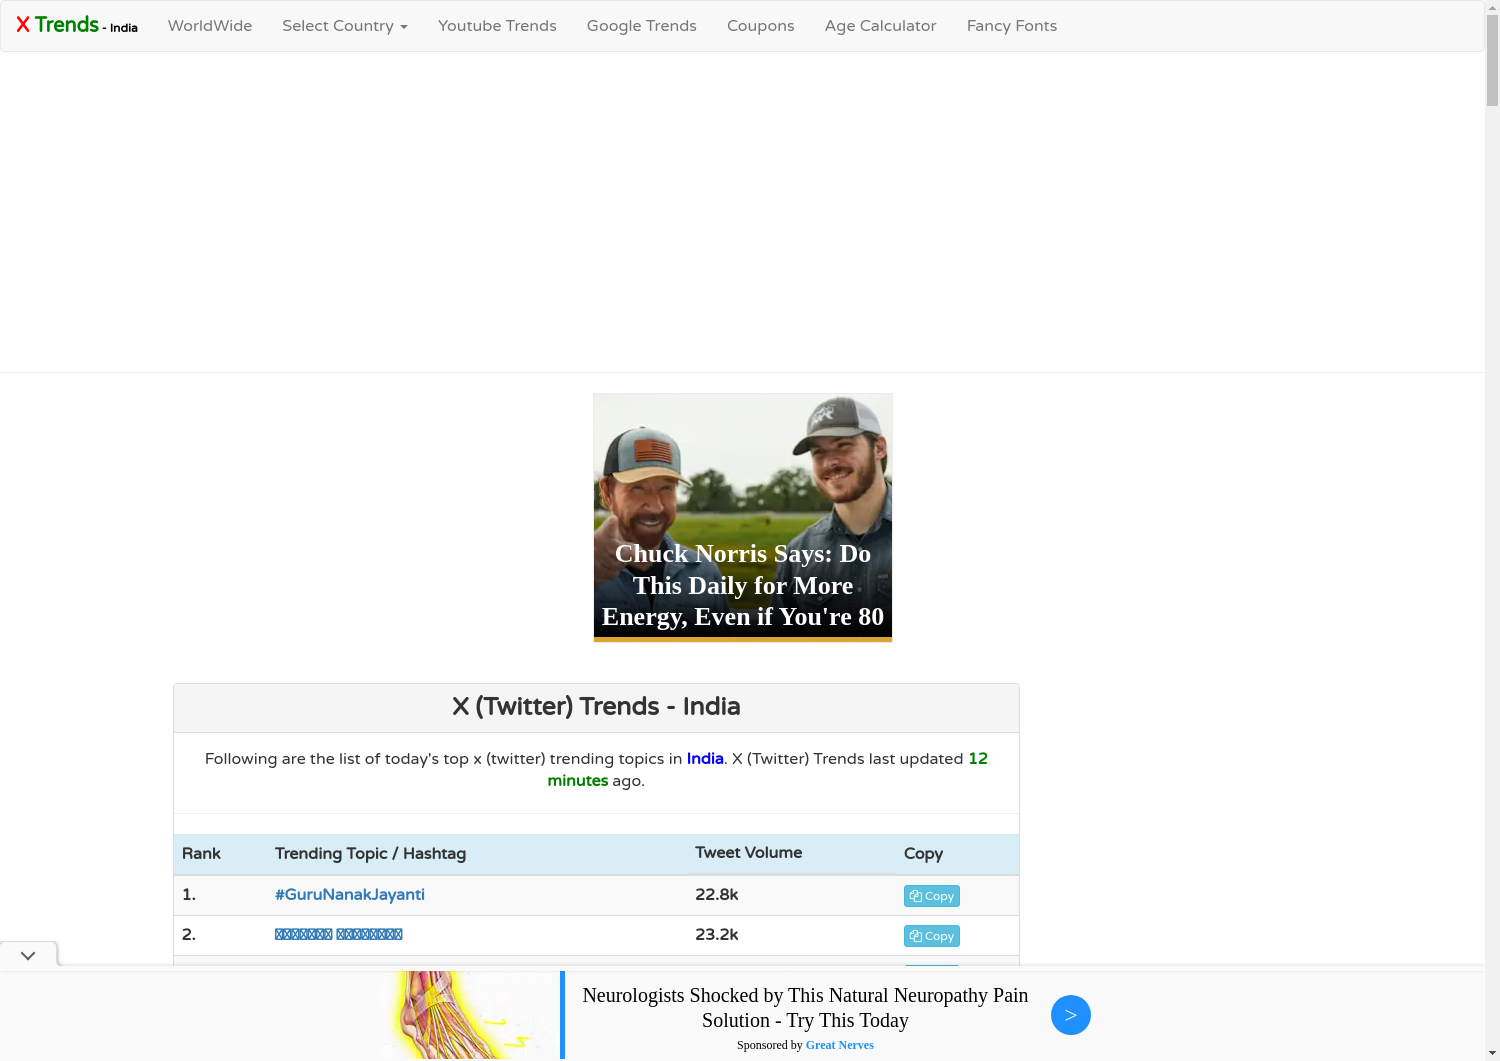 X Trends - India WorldWide Select Country Youtube Trends Google Trends Coupons Age Calculator Fancy Fonts
Chuck Norris Says: Do
This Daily for More
Energy, Even if You're 80
X (Twitter) Trends - India
Following are the list of today's top x (twitter) trending topics in India. X (Twitter) Trends last updated 12
minutes ago.
Rank Trending Topic / Hashtag Tweet Volume Copy
1. #GuruNanakJayanti 22.8k Copy
2. 23.2k Copy
Neurologists Shocked by This Natural Neuropathy Pain
Solution - Try This Today
>
Sponsored by Great Nerves